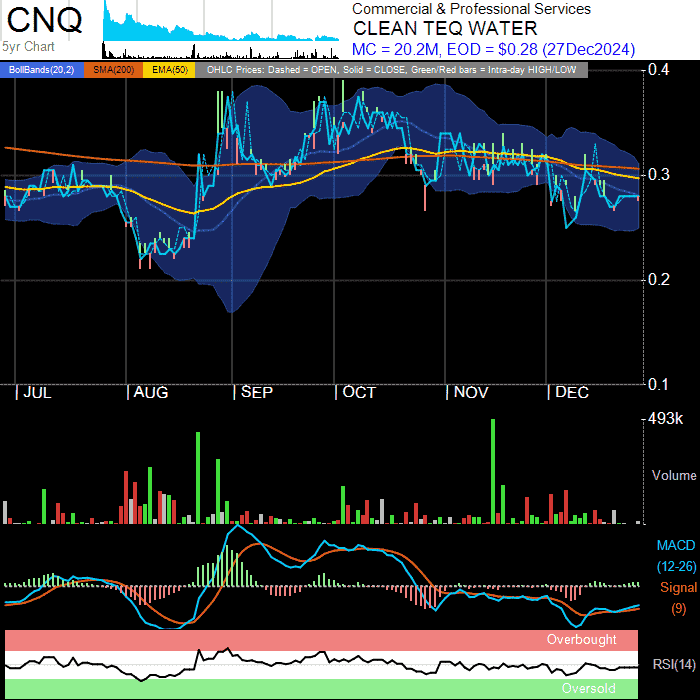 CNQ
5yr Chart
Commercial & Professional Services
CLEAN TEQ WATER
MC = 20.2M, EOD = $0.28 (27Dec2024)
BollBands(20,2) SMA(200) EMA(50) OHLC Prices: Dashed = OPEN, Solid = CLOSE, Green/Red bars = Intra-day HIGH/LOW
0.4
0.3
0.2
0.1
JUL AUG SEP OCT NOV DEC
493k
Volume
MACD
(12-26)
Signal
(9)
Overbought
RSI(14)
Oversold